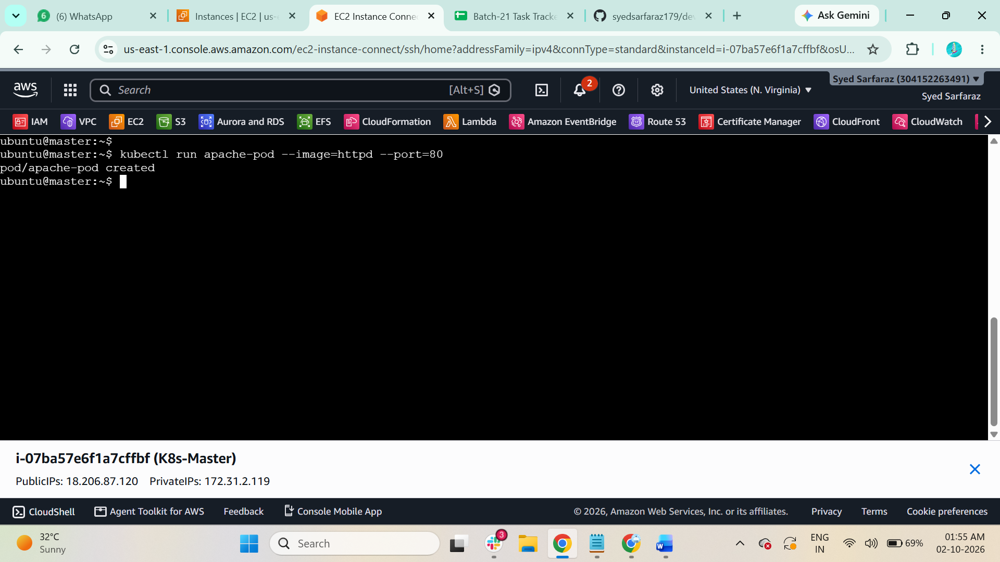 (6) WhatsApp
Instances | EC2 | us-e
EC2 Instance Conne
Batch-21 Task Tracke
syedsarfaraz179/dev
Ask Gemini
us-east-1.console.aws.amazon.com/ec2-instance-connect/ssh/home?addressFamily=ipv4&connType=standard&instanceId=i-07ba57e6f1a7cffbf&osU...
aws
Search
[Alt+S]
2
United States (N. Virginia) ▼
Syed Sarfaraz (304152263491) ▼
Syed Sarfaraz
IAM
VPC
EC2
S3
Aurora and RDS
EFS
CloudFormation
Lambda
Amazon EventBridge
Route 53
Certificate Manager
CloudFront
CloudWatch
ubuntu@master:~$
ubuntu@master:~$ kubectl run apache-pod --image=httpd --port=80
pod/apache-pod created
ubuntu@master:~$
i-07ba57e6f1a7cffbf (K8s-Master)
PublicIPs: 18.206.87.120 PrivateIPs: 172.31.2.119
CloudShell
Agent Toolkit for AWS
Feedback
Console Mobile App
© 2026, Amazon Web Services, Inc. or its affiliates.
Privacy
Terms
Cookie preferences
32°C
Sunny
Search
3
ENG
IN
69%
01:55 AM
02-10-2026